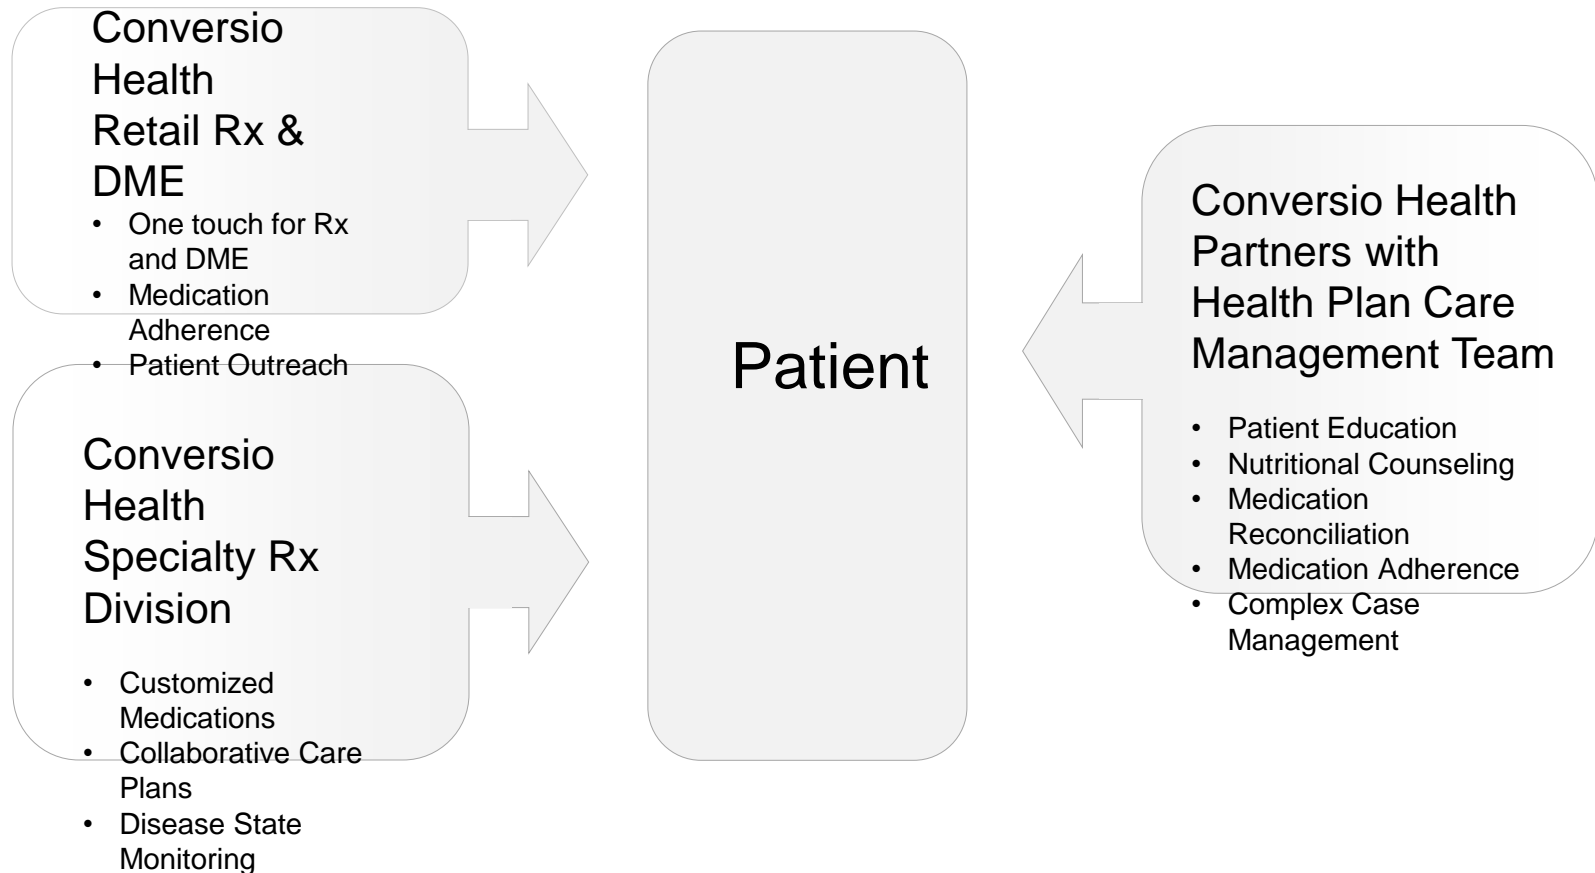 Conversio
Health
Retail Rx &
DME
• One touch for Rx
and DME
• Medication
Adherence
• Patient Outreach
Conversio
Health
Specialty Rx
Division
• Customized
Medications
• Collaborative Care
Plans
• Disease State
Monitoring
Patient
Conversio Health
Partners with
Health Plan Care
Management Team
• Patient Education
• Nutritional Counseling
• Medication
Reconciliation
• Medication Adherence
• Complex Case
Management